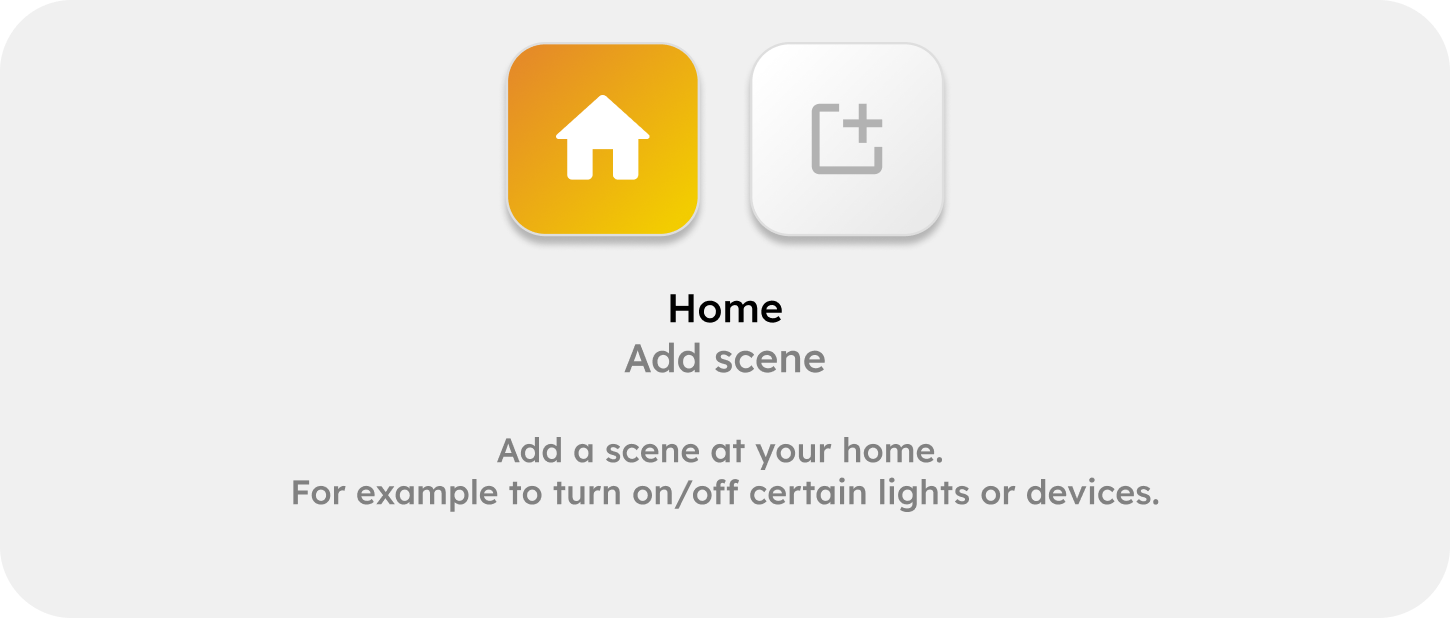 Home
Add scene
Add a scene at your home.
For example to turn on/off certain lights or devices.